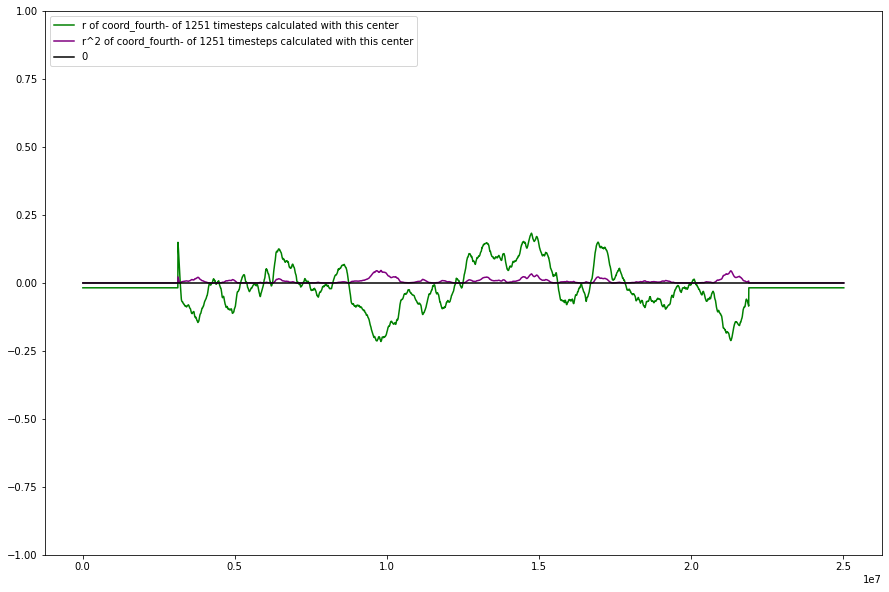 r of coord_fourth- of 1251 timesteps calculated with this center
r^2 of coord_fourth- of 1251 timesteps calculated with this center
0
1.00
0.75
0.50
0.25
0.00
−0.25
−0.50
−0.75
−1.00
0.0 0.5 1.0 1.5 2.0 2.5
1e7